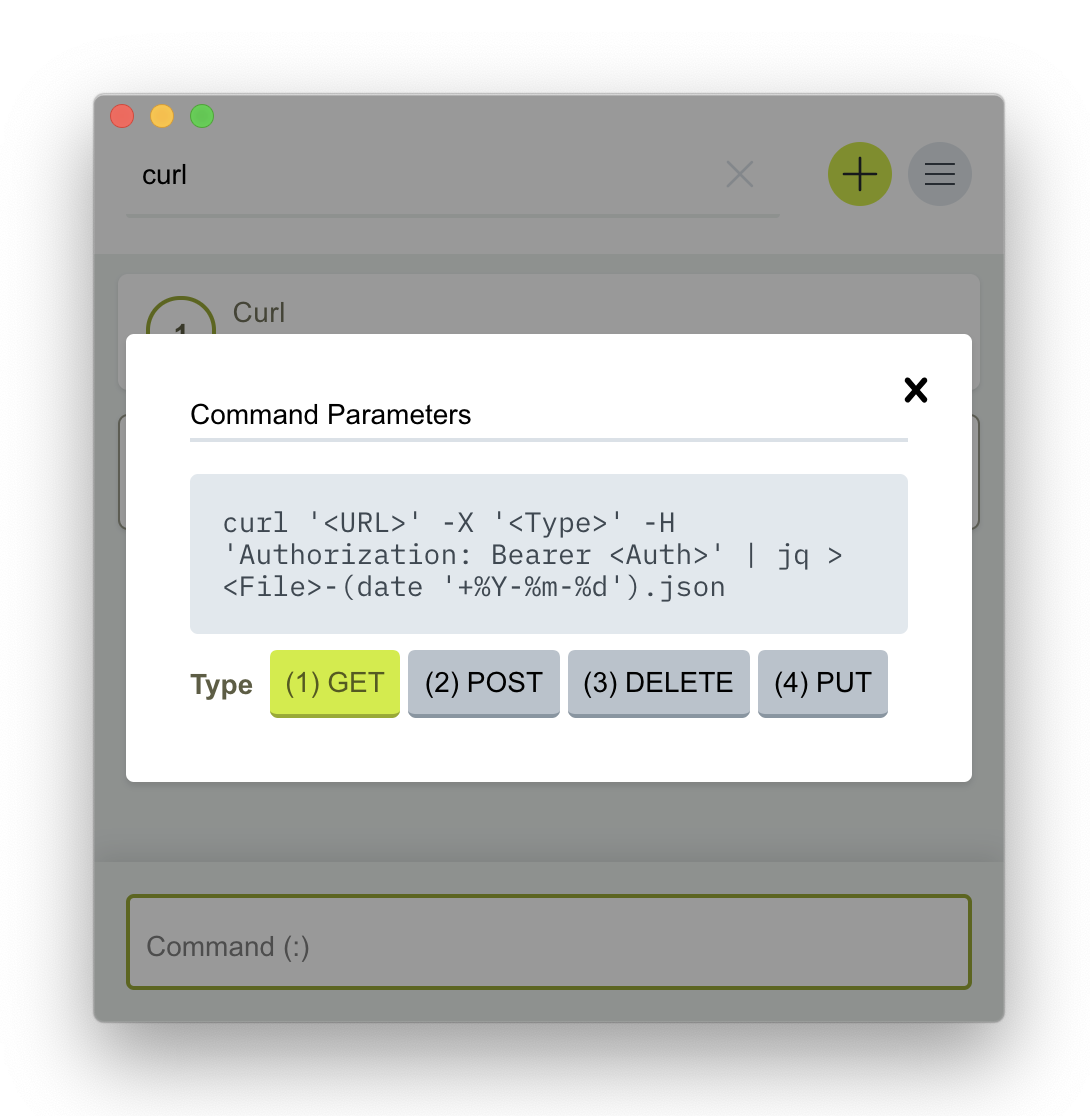 curl
Curl
1
Command Parameters
curl '<URL>' -X '<Type>' -H
'Authorization: Bearer <Auth>' | jq >
<File>-(date '+%Y-%m-%d').json
Type (1) GET (2) POST (3) DELETE (4) PUT
Command (:)